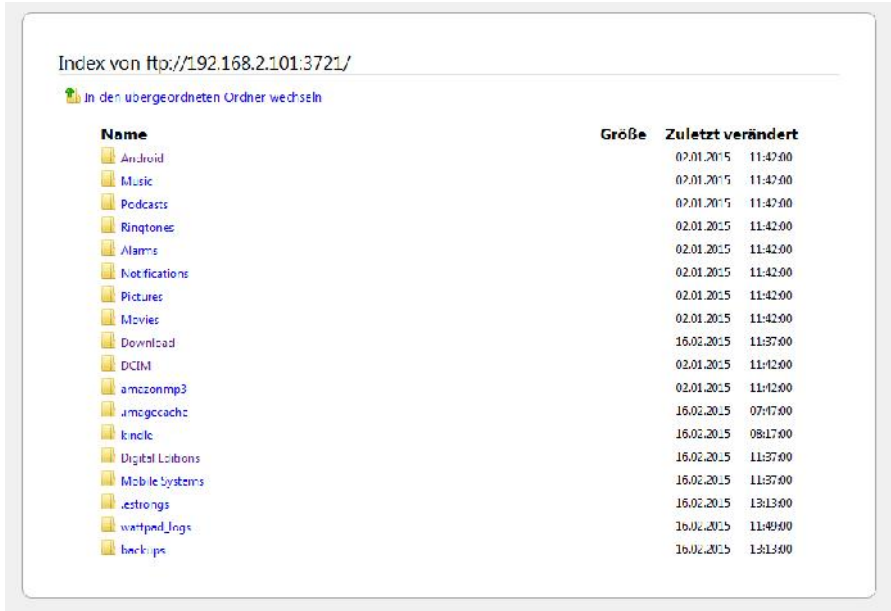 Index von ftp://192.168.2.101:3721/
In den übergeordneten Ordner wechseln
Name Größe Zuletzt verändert
Android 02.01.2015 11:42:00
Music 02.01.2015 11:42:00
Podcasts 02.01.2015 11:42:00
Ringtones 02.01.2015 11:42:00
Alarms 02.01.2015 11:42:00
Notifications 02.01.2015 11:42:00
Pictures 02.01.2015 11:42:00
Movies 02.01.2015 11:42:00
Download 16.02.2015 11:37:00
DCIM 02.01.2015 11:42:00
amazonmp3 02.01.2015 11:42:00
.imagecache 16.02.2015 07:47:00
kindle 16.02.2015 08:17:00
Digital Editions 16.02.2015 11:37:00
Mobile Systems 16.02.2015 11:37:00
.estrongs 16.02.2015 13:13:00
wattpad_logs 16.02.2015 11:49:00
backups 16.02.2015 13:13:00